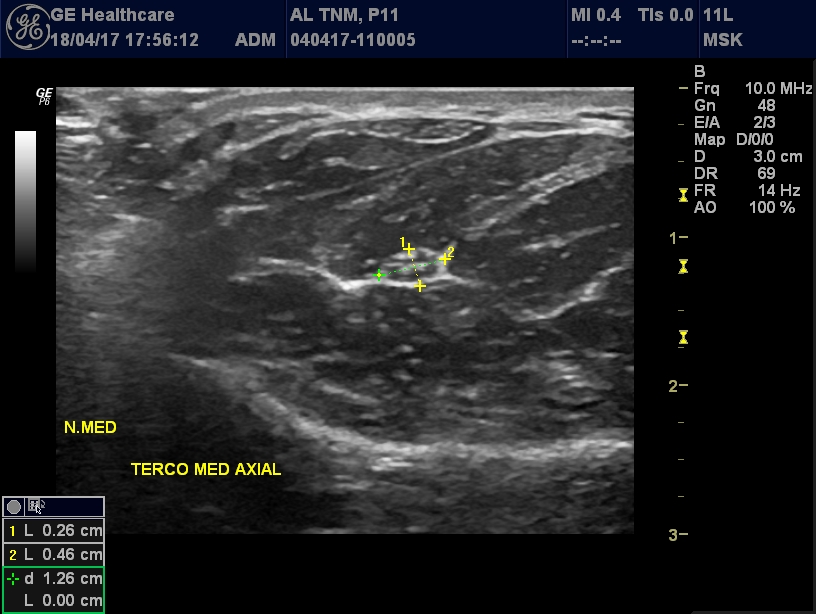 GE Healthcare
18/04/17 17:56:12 ADM
AL TNM, P11
040417-110005
MI 0.4 TIs 0.0
--:--:--
11L
MSK
GE
P6
B
Frq 10.0 MHz
Gn 48
E/A 2/3
Map D/0/0
D 3.0 cm
DR 69
FR 14 Hz
AO 100 %
1
2
1
2
3
N.MED
TERCO MED AXIAL
1 L 0.26 cm
2 L 0.46 cm
d 1.26 cm
L 0.00 cm